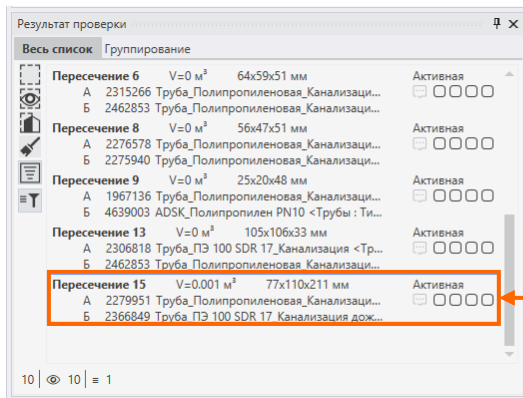 Результат проверки
Весь список Группирование
Пересечение 6 V=0 м³ 64x59x51 мм Активная
А 2315266 Труба_Полипропиленовая_Канализаци...
Б 2462853 Труба_Полипропиленовая_Канализаци...
Пересечение 8 V=0 м³ 56x47x51 мм Активная
А 2276578 Труба_Полипропиленовая_Канализаци...
Б 2275940 Труба_Полипропиленовая_Канализаци...
Пересечение 9 V=0 м³ 25x20x48 мм Активная
А 1967136 Труба_Полипропиленовая_Канализаци...
Б 4639003 ADSK_Полипропилен PN10 <Трубы : Ти...
Пересечение 13 V=0 м³ 105x106x33 мм Активная
А 2306818 Труба_ПЭ 100 SDR 17_Канализация <Тр...
Б 2462853 Труба_Полипропиленовая_Канализаци...
Пересечение 15 V=0.001 м³ 77x110x211 мм Активная
А 2279951 Труба_Полипропиленовая_Канализаци...
Б 2366849 Труба_ПЭ 100 SDR 17_Канализация дож...
10 10 = 1